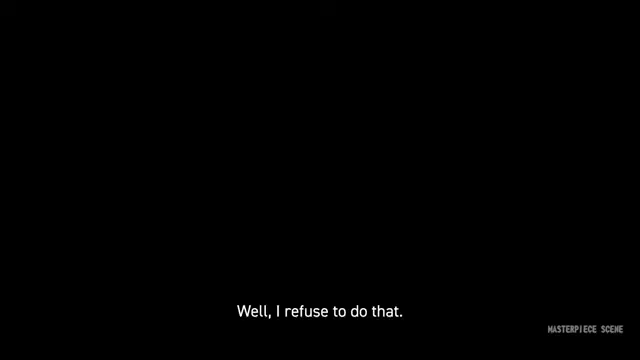 Well, I refuse to do that.
MASTERPIECE SCENE